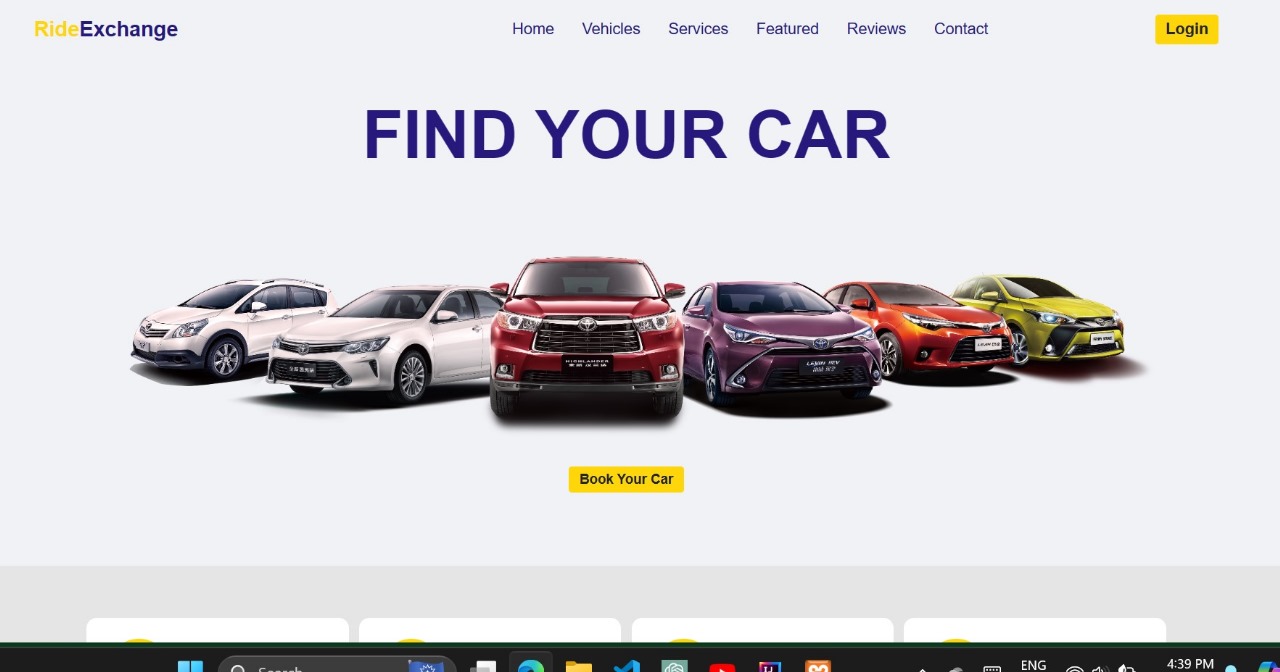 RideExchange
Home Vehicles Services Featured Reviews Contact
Login
FIND YOUR CAR
HIGHLANDER
Book Your Car
Search
ENG
4:39 PM